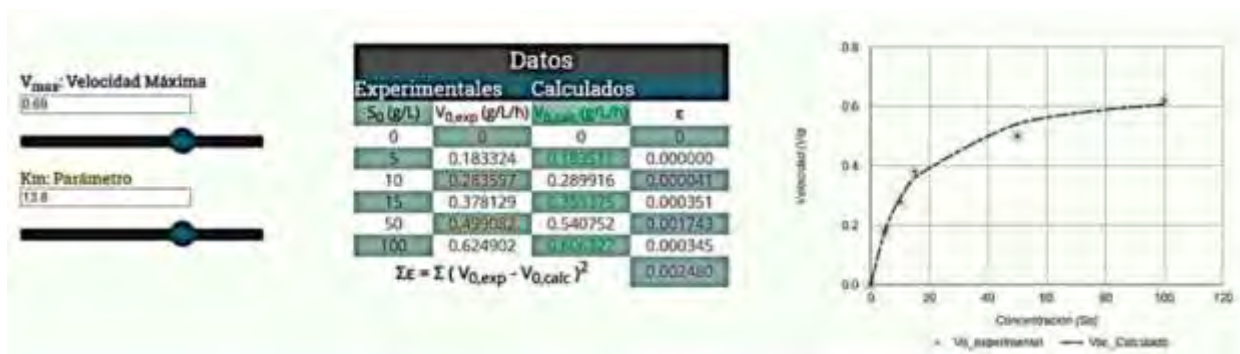 V_max: Velocidad Máxima
0.69
Km: Parámetro
13.8
Datos
Experimentales Calculados
S₀ (g/L) V₀,exp (g/L/h) V₀,calc (g/L/h) ε
0 0 0 0
5 0.183324 0.000000
10 0.283597 0.289916 0.000041
15 0.378129 0.000351
50 0.499082 0.540752 0.001743
100 0.624902 0.000345
Σε = Σ ( V₀,exp - V₀,calc )² 0.002480
0.8
0.6
0.4
0.2
0.0
0 20 40 60 80 100 120
Concentración (So)
Vo_experimental Voc_Calculado